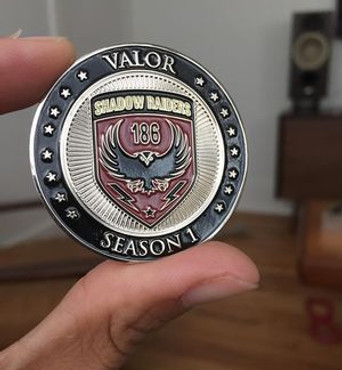 VALOR
SHADOW RAIDERS
186
SEASON 1